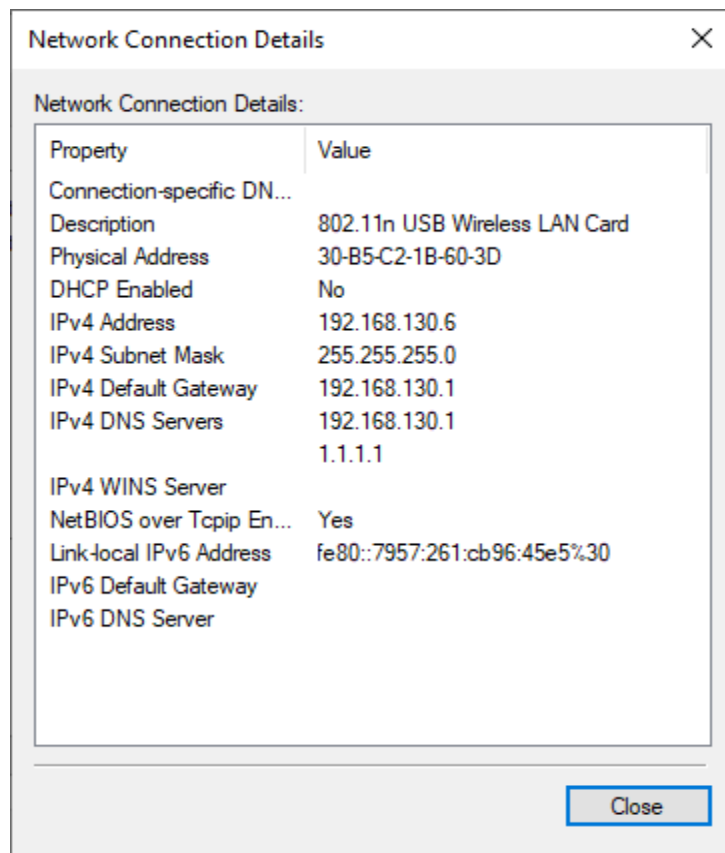 Network Connection Details
Network Connection Details:
Property Value
Connection-specific DN...
Description 802.11n USB Wireless LAN Card
Physical Address 30-B5-C2-1B-60-3D
DHCP Enabled No
IPv4 Address 192.168.130.6
IPv4 Subnet Mask 255.255.255.0
IPv4 Default Gateway 192.168.130.1
IPv4 DNS Servers 192.168.130.1
1.1.1.1
IPv4 WINS Server
NetBIOS over Tcpip En... Yes
Link-local IPv6 Address fe80::7957:261:cb96:45e5%30
IPv6 Default Gateway
IPv6 DNS Server
Close